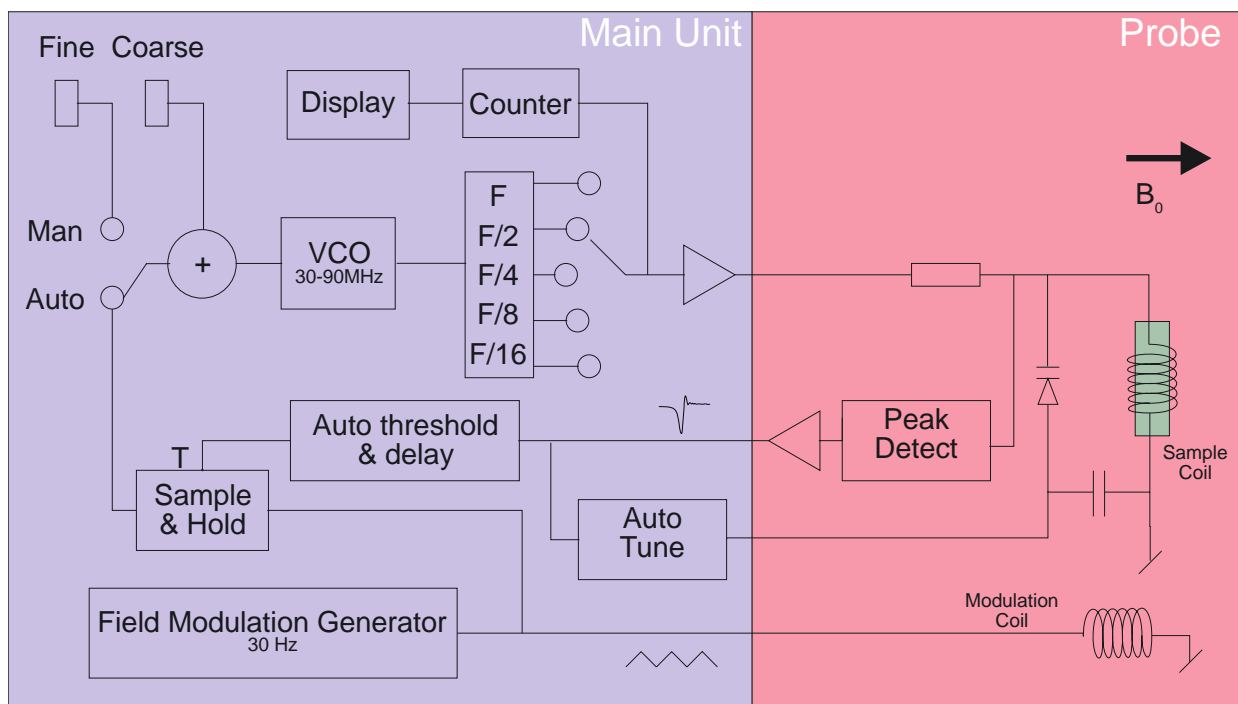 Main Unit
Probe
Fine Coarse
Display
Counter
B0
Man
Auto
+
VCO
30-90MHz
F
F/2
F/4
F/8
F/16
Auto threshold
& delay
Peak
Detect
Sample
Coil
T
Sample
& Hold
Auto
Tune
Field Modulation Generator
30 Hz
Modulation
Coil